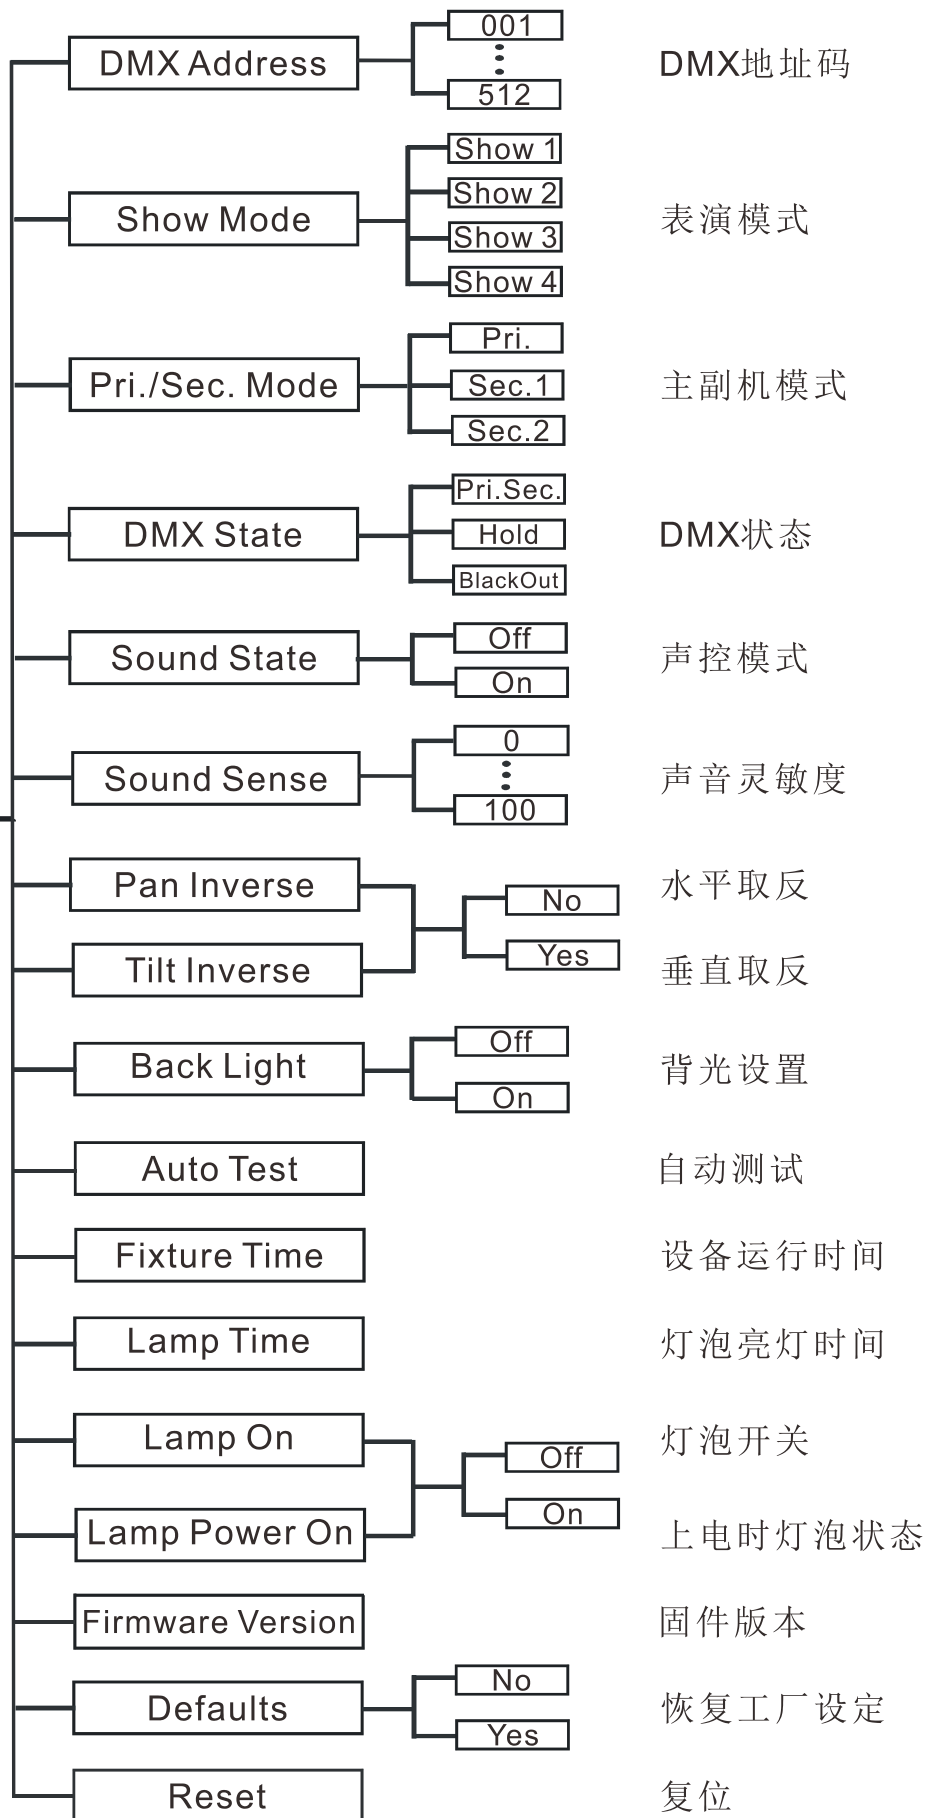 DMX Address
001
512
DMX地址码
Show Mode
Show 1
Show 2
Show 3
Show 4
表演模式
Pri./Sec. Mode
Pri.
Sec.1
Sec.2
主副机模式
DMX State
Pri.Sec.
Hold
BlackOut
DMX状态
Sound State
Off
On
声控模式
Sound Sense
0
100
声音灵敏度
Pan Inverse
水平取反
Tilt Inverse
No
Yes
垂直取反
Back Light
Off
On
背光设置
Auto Test
自动测试
Fixture Time
设备运行时间
Lamp Time
灯泡亮灯时间
Lamp On
灯泡开关
Lamp Power On
Off
On
上电时灯泡状态
Firmware Version
固件版本
Defaults
No
Yes
恢复工厂设定
Reset
复位